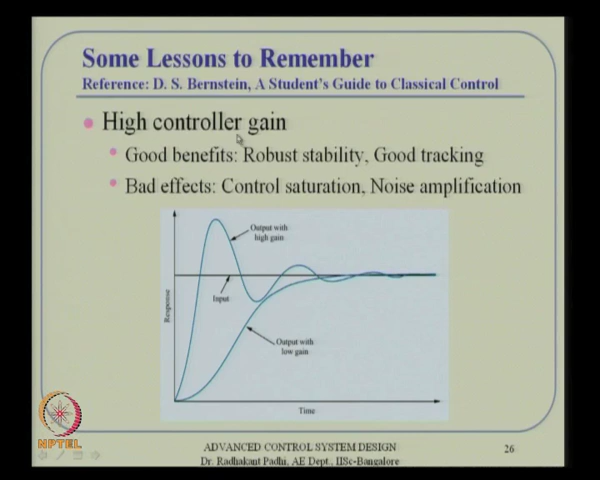 Some Lessons to Remember
Reference: D. S. Bernstein, A Student's Guide to Classical Control
High controller gain
Good benefits: Robust stability, Good tracking
Bad effects: Control saturation, Noise amplification
Output with
high gain
Input
Response
Output with
low gain
Time
NPTEL
ADVANCED CONTROL SYSTEM DESIGN
Dr. Radhakant Padhi, AE Dept., IISc-Bangalore
26